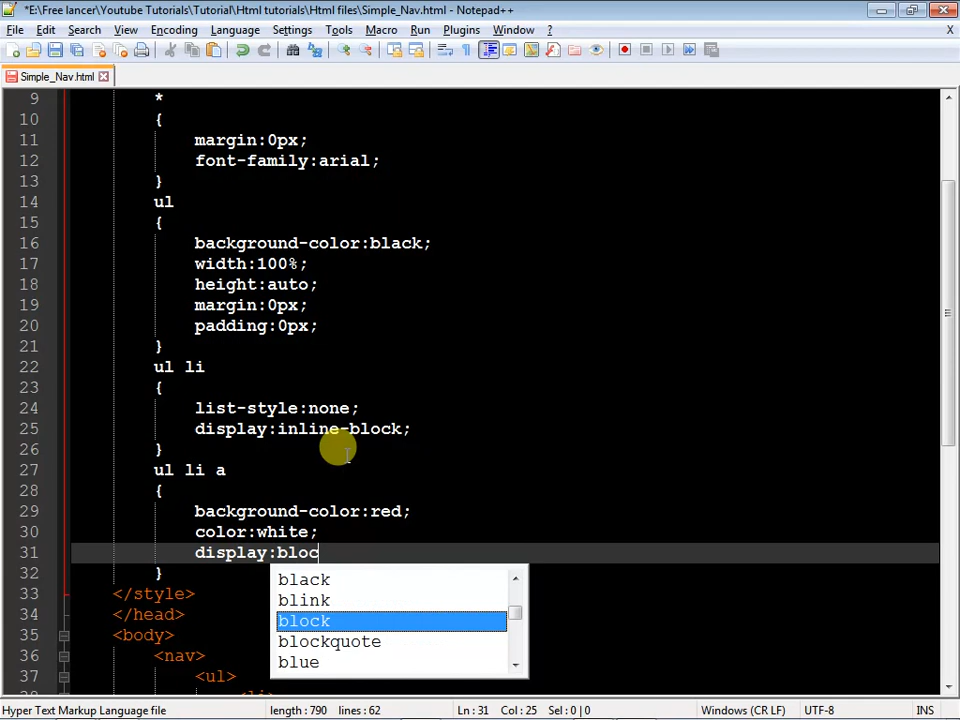 *E:\Free lancer\Youtube Tutorials\Tutorial\Html tutorials\Html files\Simple_Nav.html - Notepad++
File Edit Search View Encoding Language Settings Tools Macro Run Plugins Window ? X
Simple_Nav.html
9 *
10 {
11 margin:0px;
12 font-family:arial;
13 }
14 ul
15 {
16 background-color:black;
17 width:100%;
18 height:auto;
19 margin:0px;
20 padding:0px;
21 }
22 ul li
23 {
24 list-style:none;
25 display:inline-block;
26 }
27 ul li a
28 {
29 background-color:red;
30 color:white;
31 display:bloc
32 }
black
33 </style>
blink
34 </head>
block
35 <body>
blockquote
36 <nav>
blue
37 <ul>
38 <li>
Hyper Text Markup Language file length : 790 lines : 62 Ln : 31 Col : 25 Sel : 0 | 0 Windows (CR LF) UTF-8 INS